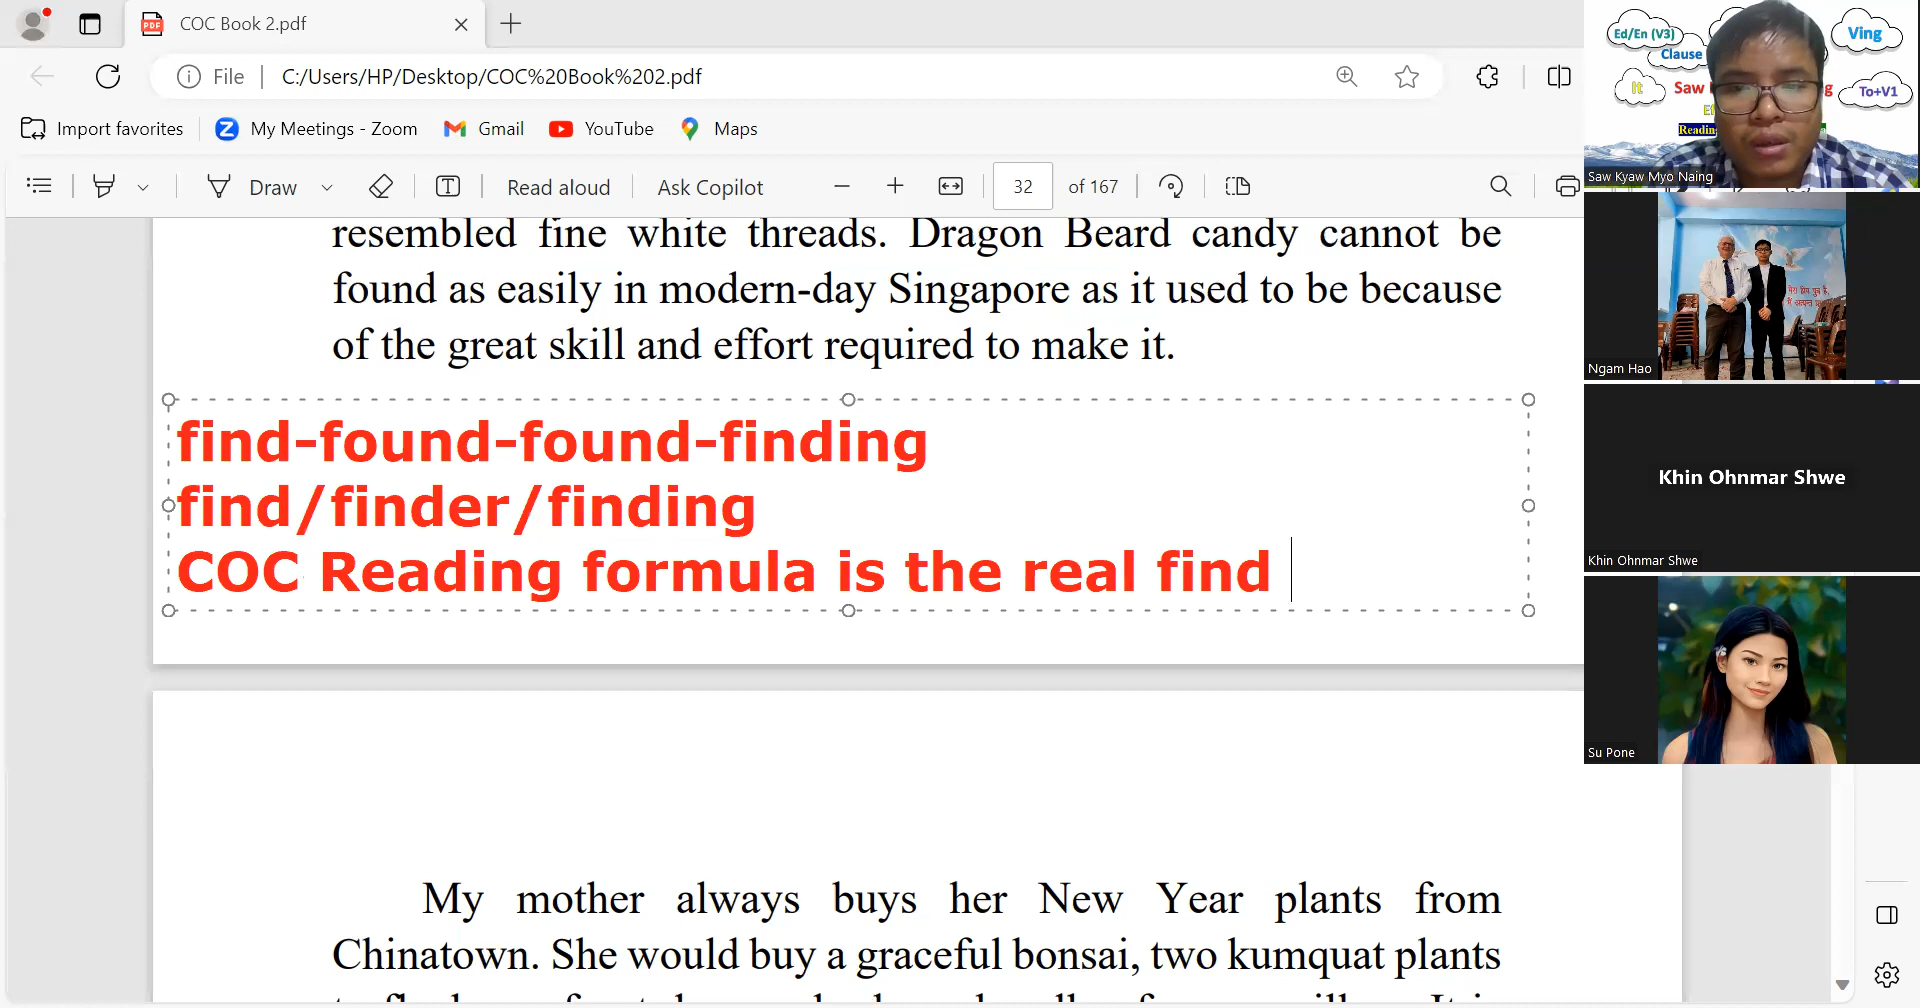 COC Book 2.pdf
File
C:/Users/HP/Desktop/COC%20Book%202.pdf
Import favorites
My Meetings - Zoom
Gmail
YouTube
Maps
Draw
Read aloud
Ask Copilot
32
of 167
resembled fine white threads. Dragon Beard candy cannot be
found as easily in modern-day Singapore as it used to be because
of the great skill and effort required to make it.
find-found-found-finding
find/finder/finding
COC Reading formula is the real find
My mother always buys her New Year plants from
Chinatown. She would buy a graceful bonsai, two kumquat plants
Ed/En (V3)
Clause
Ving
It
Saw
To+V1
Saw Kyaw Myo Naing
Ngam Hao
Khin Ohnmar Shwe
Khin Ohnmar Shwe
Su Pone